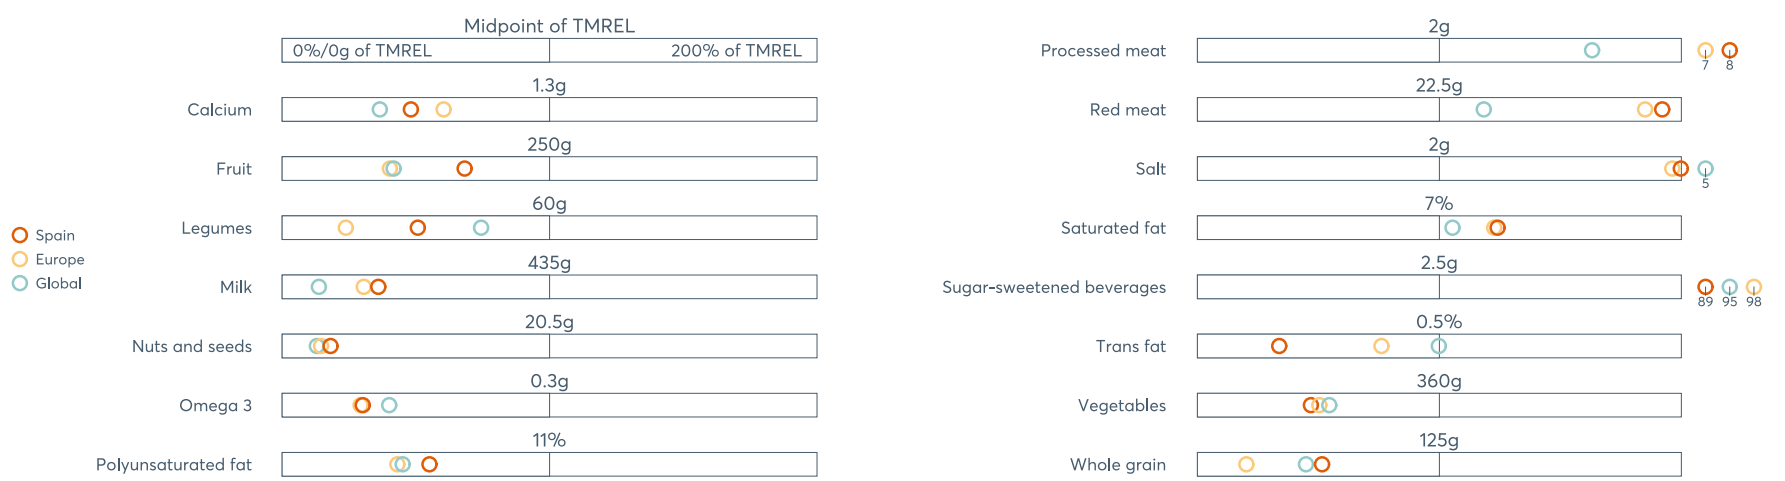 Midpoint of TMREL
0%/0g of TMREL 200% of TMREL
1.3g
Calcium
250g
Fruit
60g
Legumes
435g
Milk
20.5g
Nuts and seeds
0.3g
Omega 3
11%
Polyunsaturated fat
Spain
Europe
Global
2g
Processed meat
7 8
22.5g
Red meat
2g
Salt
5
7%
Saturated fat
2.5g
Sugar-sweetened beverages
89 95 98
0.5%
Trans fat
360g
Vegetables
125g
Whole grain